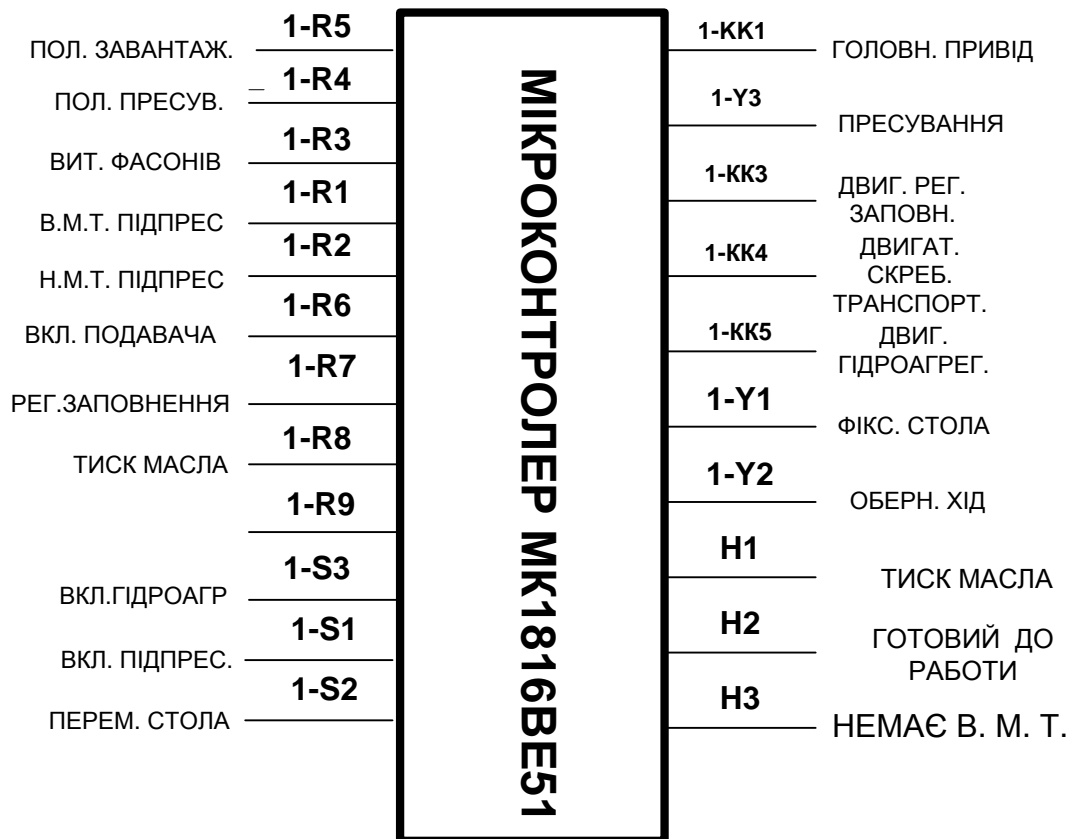 1-R5
ПОЛ. ЗАВАНТАЖ.
_ 1-R4
ПОЛ. ПРЕСУВ.
1-R3
ВИТ. ФАСОНІВ
1-R1
В.М.Т. ПІДПРЕС
1-R2
Н.М.Т. ПІДПРЕС
1-R6
ВКЛ. ПОДАВАЧА
1-R7
РЕГ.ЗАПОВНЕННЯ
1-R8
ТИСК МАСЛА
1-R9
1-S3
ВКЛ.ГІДРОАГР
1-S1
ВКЛ. ПІДПРЕС.
1-S2
ПЕРЕМ. СТОЛА
МІКРОКОНТРОЛЕР МК1816ВЕ51
1-KK1
ГОЛОВН. ПРИВІД
1-Y3
ПРЕСУВАННЯ
1-КК3
ДВИГ. РЕГ.
ЗАПОВН.
1-КК4
ДВИГАТ.
СКРЕБ.
ТРАНСПОРТ.
1-КК5
ДВИГ.
ГІДРОАГРЕГ.
1-Y1
ФІКС. СТОЛА
1-Y2
ОБЕРН. ХІД
H1
ТИСК МАСЛА
H2
ГОТОВИЙ ДО
РАБОТИ
H3
НЕМАЄ В. М. Т.